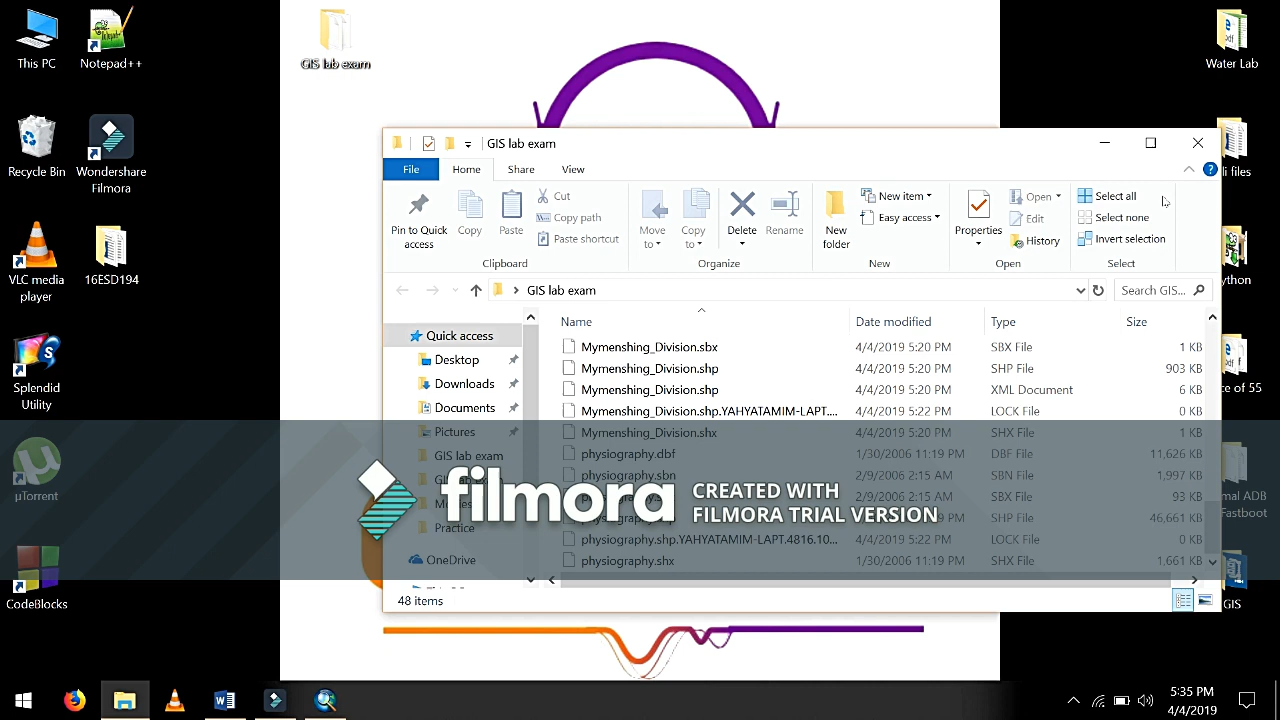 This PC
Notepad++
GIS lab exam
Water Lab
GIS lab exam
File
Home
Share
View
Recycle Bin
Wondershare
Filmora
Pin to Quick
access
Copy
Paste
Cut
Copy path
Paste shortcut
Clipboard
Move
to
Copy
to
Delete
Rename
Organize
New
folder
New item
Easy access
New
Properties
Open
Edit
History
Open
Select all
Select none
Invert selection
Select
li files
ython
VLC media
player
16ESD194
GIS lab exam
Search GIS...
Name
Date modified
Type
Size
Quick access
Desktop
Downloads
Documents
Pictures
GIS lab exam
Practice
OneDrive
Mymenshing_Division.sbx 4/4/2019 5:20 PM SBX File 1 KB
Mymenshing_Division.shp 4/4/2019 5:20 PM SHP File 903 KB
Mymenshing_Division.shp 4/4/2019 5:20 PM XML Document 6 KB
Mymenshing_Division.shp.YAHYATAMIM-LAPT.... 4/4/2019 5:22 PM LOCK File 0 KB
Mymenshing_Division.shx 4/4/2019 5:20 PM SHX File 1 KB
physiography.dbf 1/30/2006 11:19 PM DBF File 11,626 KB
physiography.sbn 2/9/2006 2:15 AM SBN File 1,997 KB
2/9/2006 2:15 AM SBX File 93 KB
PM SHP File 46,661 KB
physiography.shp.YAHYATAMIM-LAPT.4816.10... 4/4/2019 5:22 PM LOCK File 0 KB
physiography.shx 1/30/2006 11:19 PM SHX File 1,661 KB
48 items
Splendid
Utility
ce of 55
µTorrent
mal ADB
Fastboot
CodeBlocks
GIS
filmora
CREATED WITH
FILMORA TRIAL VERSION
W
5:35 PM
4/4/2019